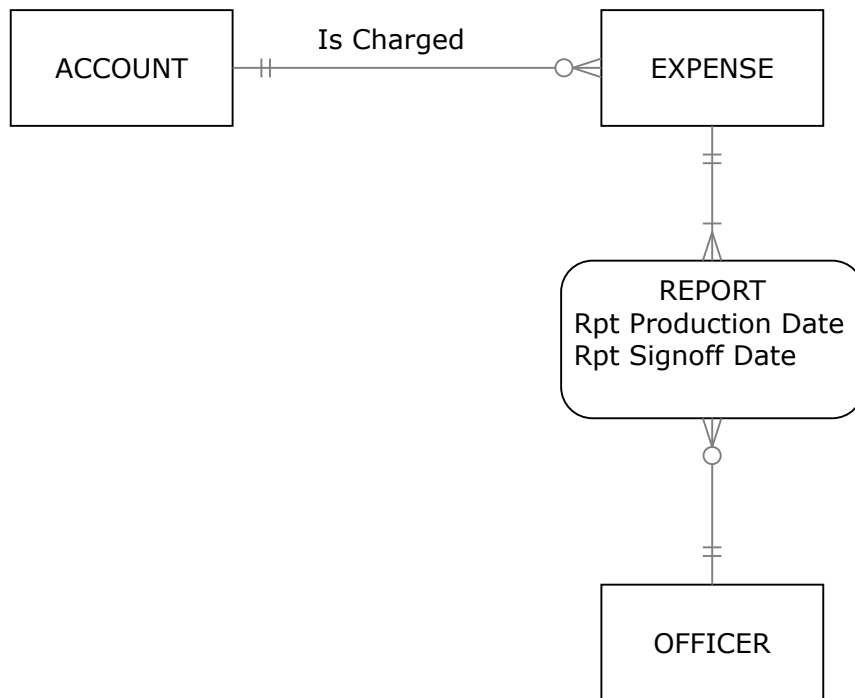 ACCOUNT
Is Charged
EXPENSE
REPORT
Rpt Production Date
Rpt Signoff Date
OFFICER